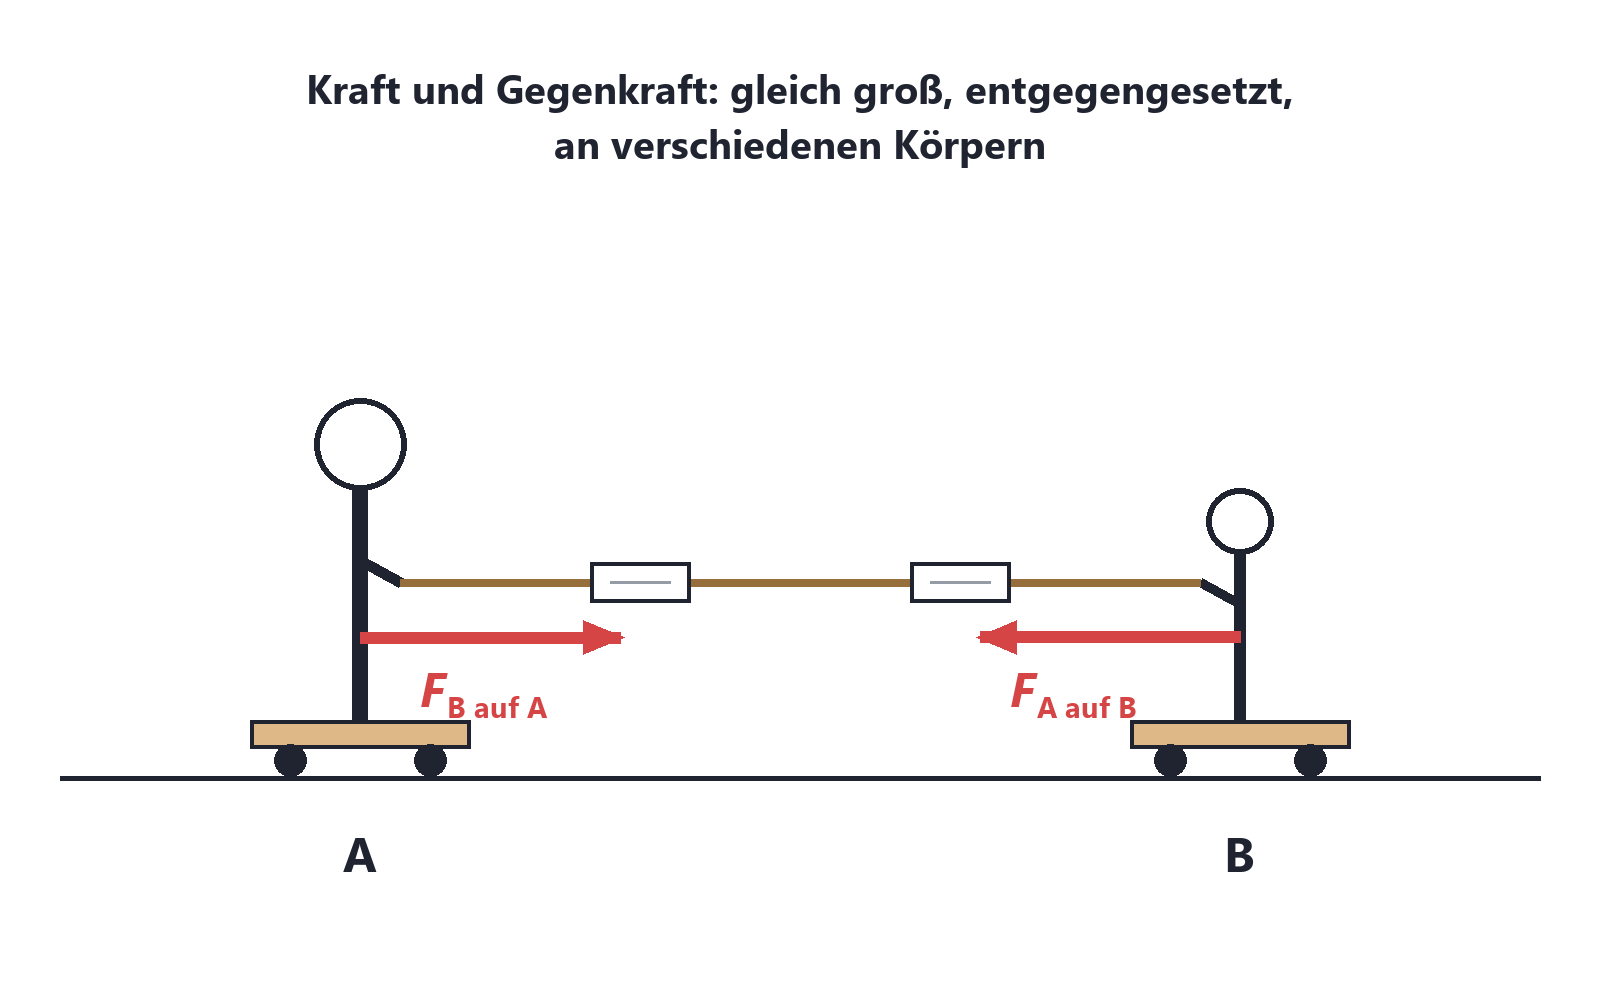 Kraft und Gegenkraft: gleich groß, entgegengesetzt,
an verschiedenen Körpern
F B auf A
F A auf B
A
B